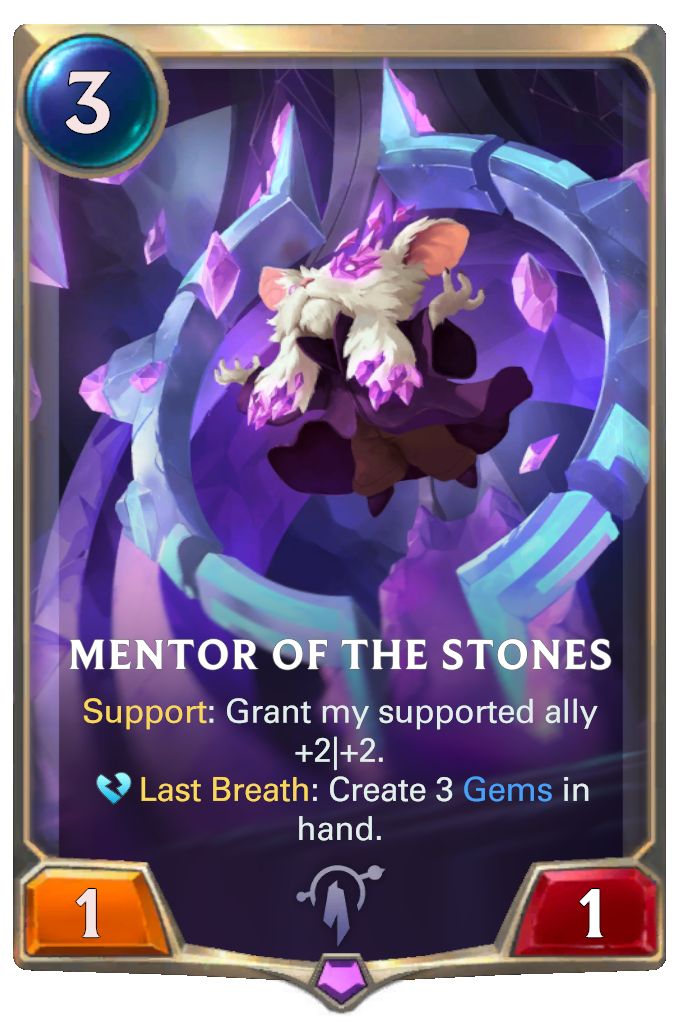 3
MENTOR OF THE STONES
Support: Grant my supported ally
+2|+2.
Last Breath: Create 3 Gems in
hand.
1
1